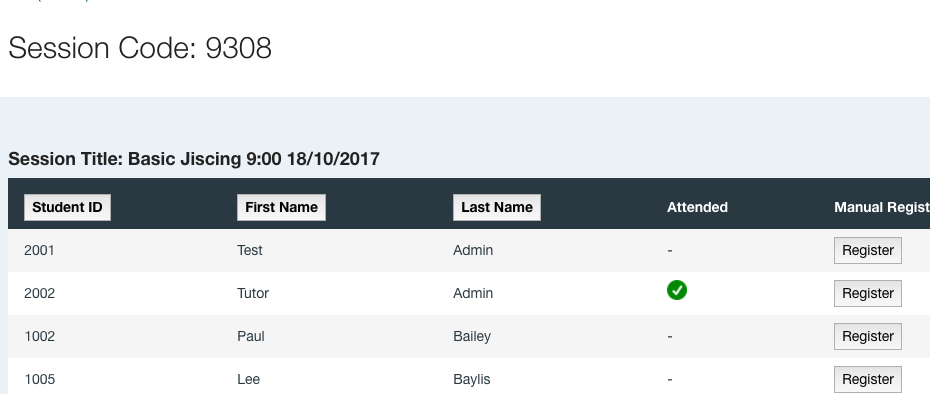 Session Code: 9308
Session Title: Basic Jiscing 9:00 18/10/2017
Student ID First Name Last Name Attended Manual Regist
2001 Test Admin - Register
2002 Tutor Admin Register
1002 Paul Bailey - Register
1005 Lee Baylis - Register